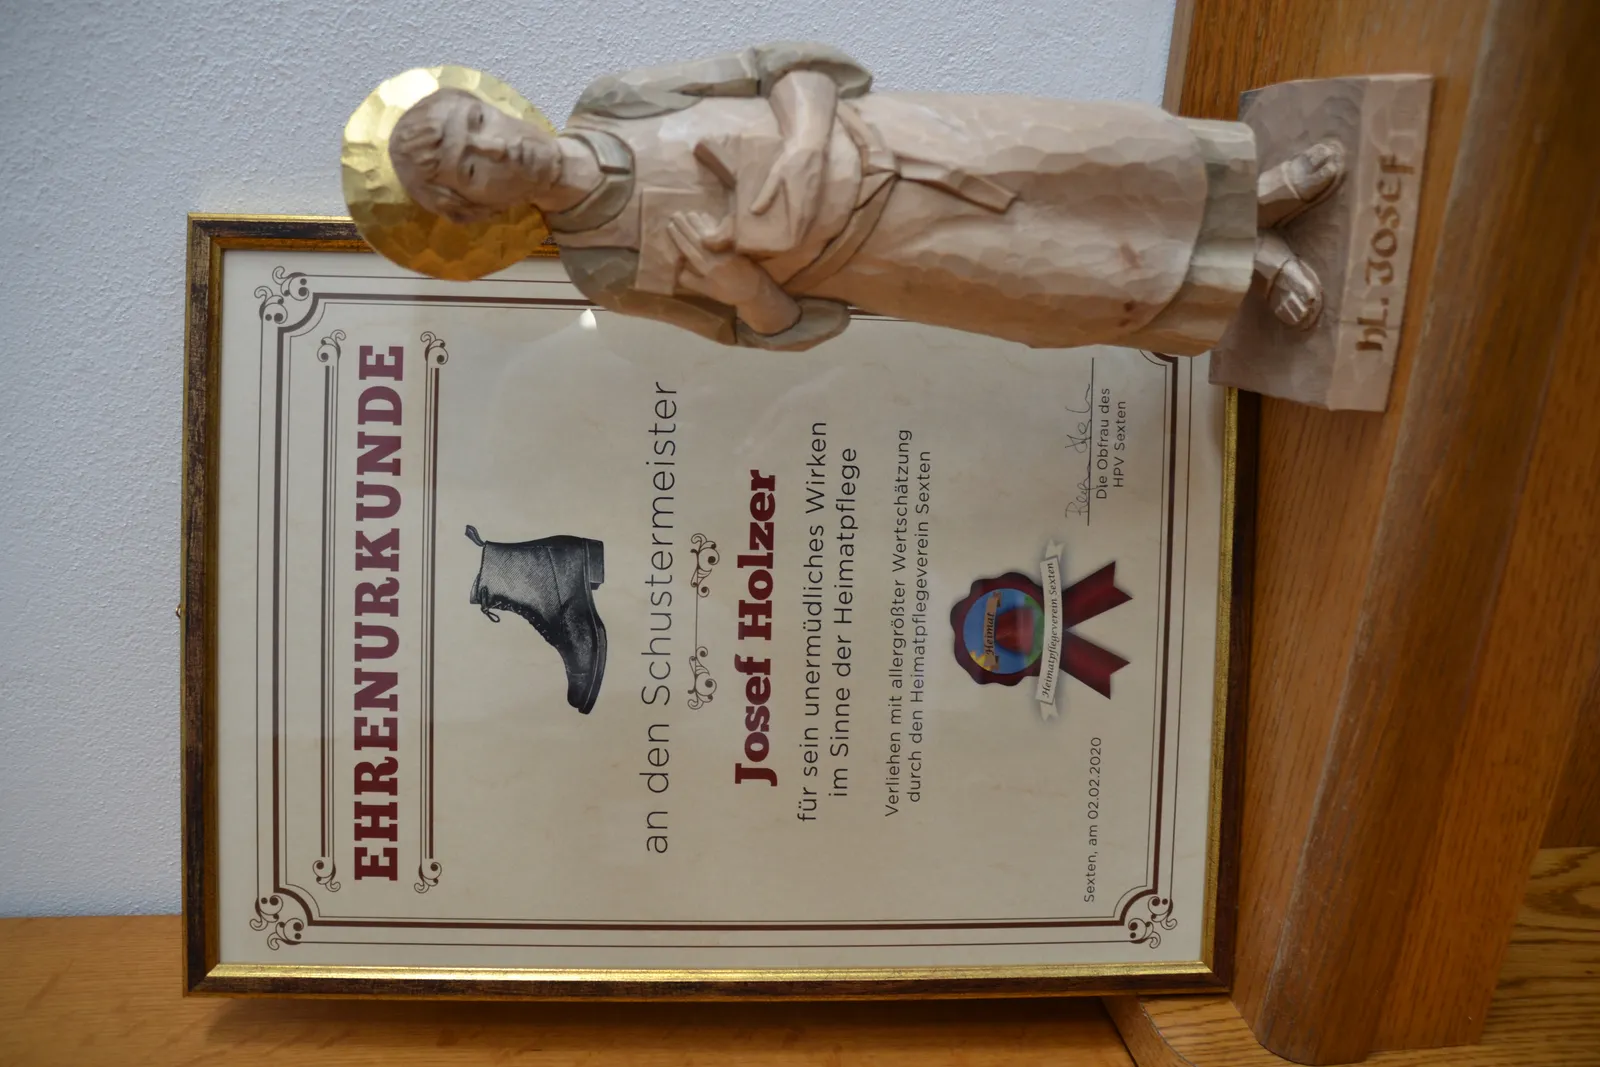 EHRENURKUNDE
an den Schustermeister
Josef Holzer
für sein unermüdliches Wirken
im Sinne der Heimatpflege
Verliehen mit allergrößter Wertschätzung
durch den Heimatpflegeverein Sexten
Heimat
Heimatpflegeverein Sexten
Sexten, am 02.02.2020
Die Obfrau des
HPV Sexten
hL. Josef